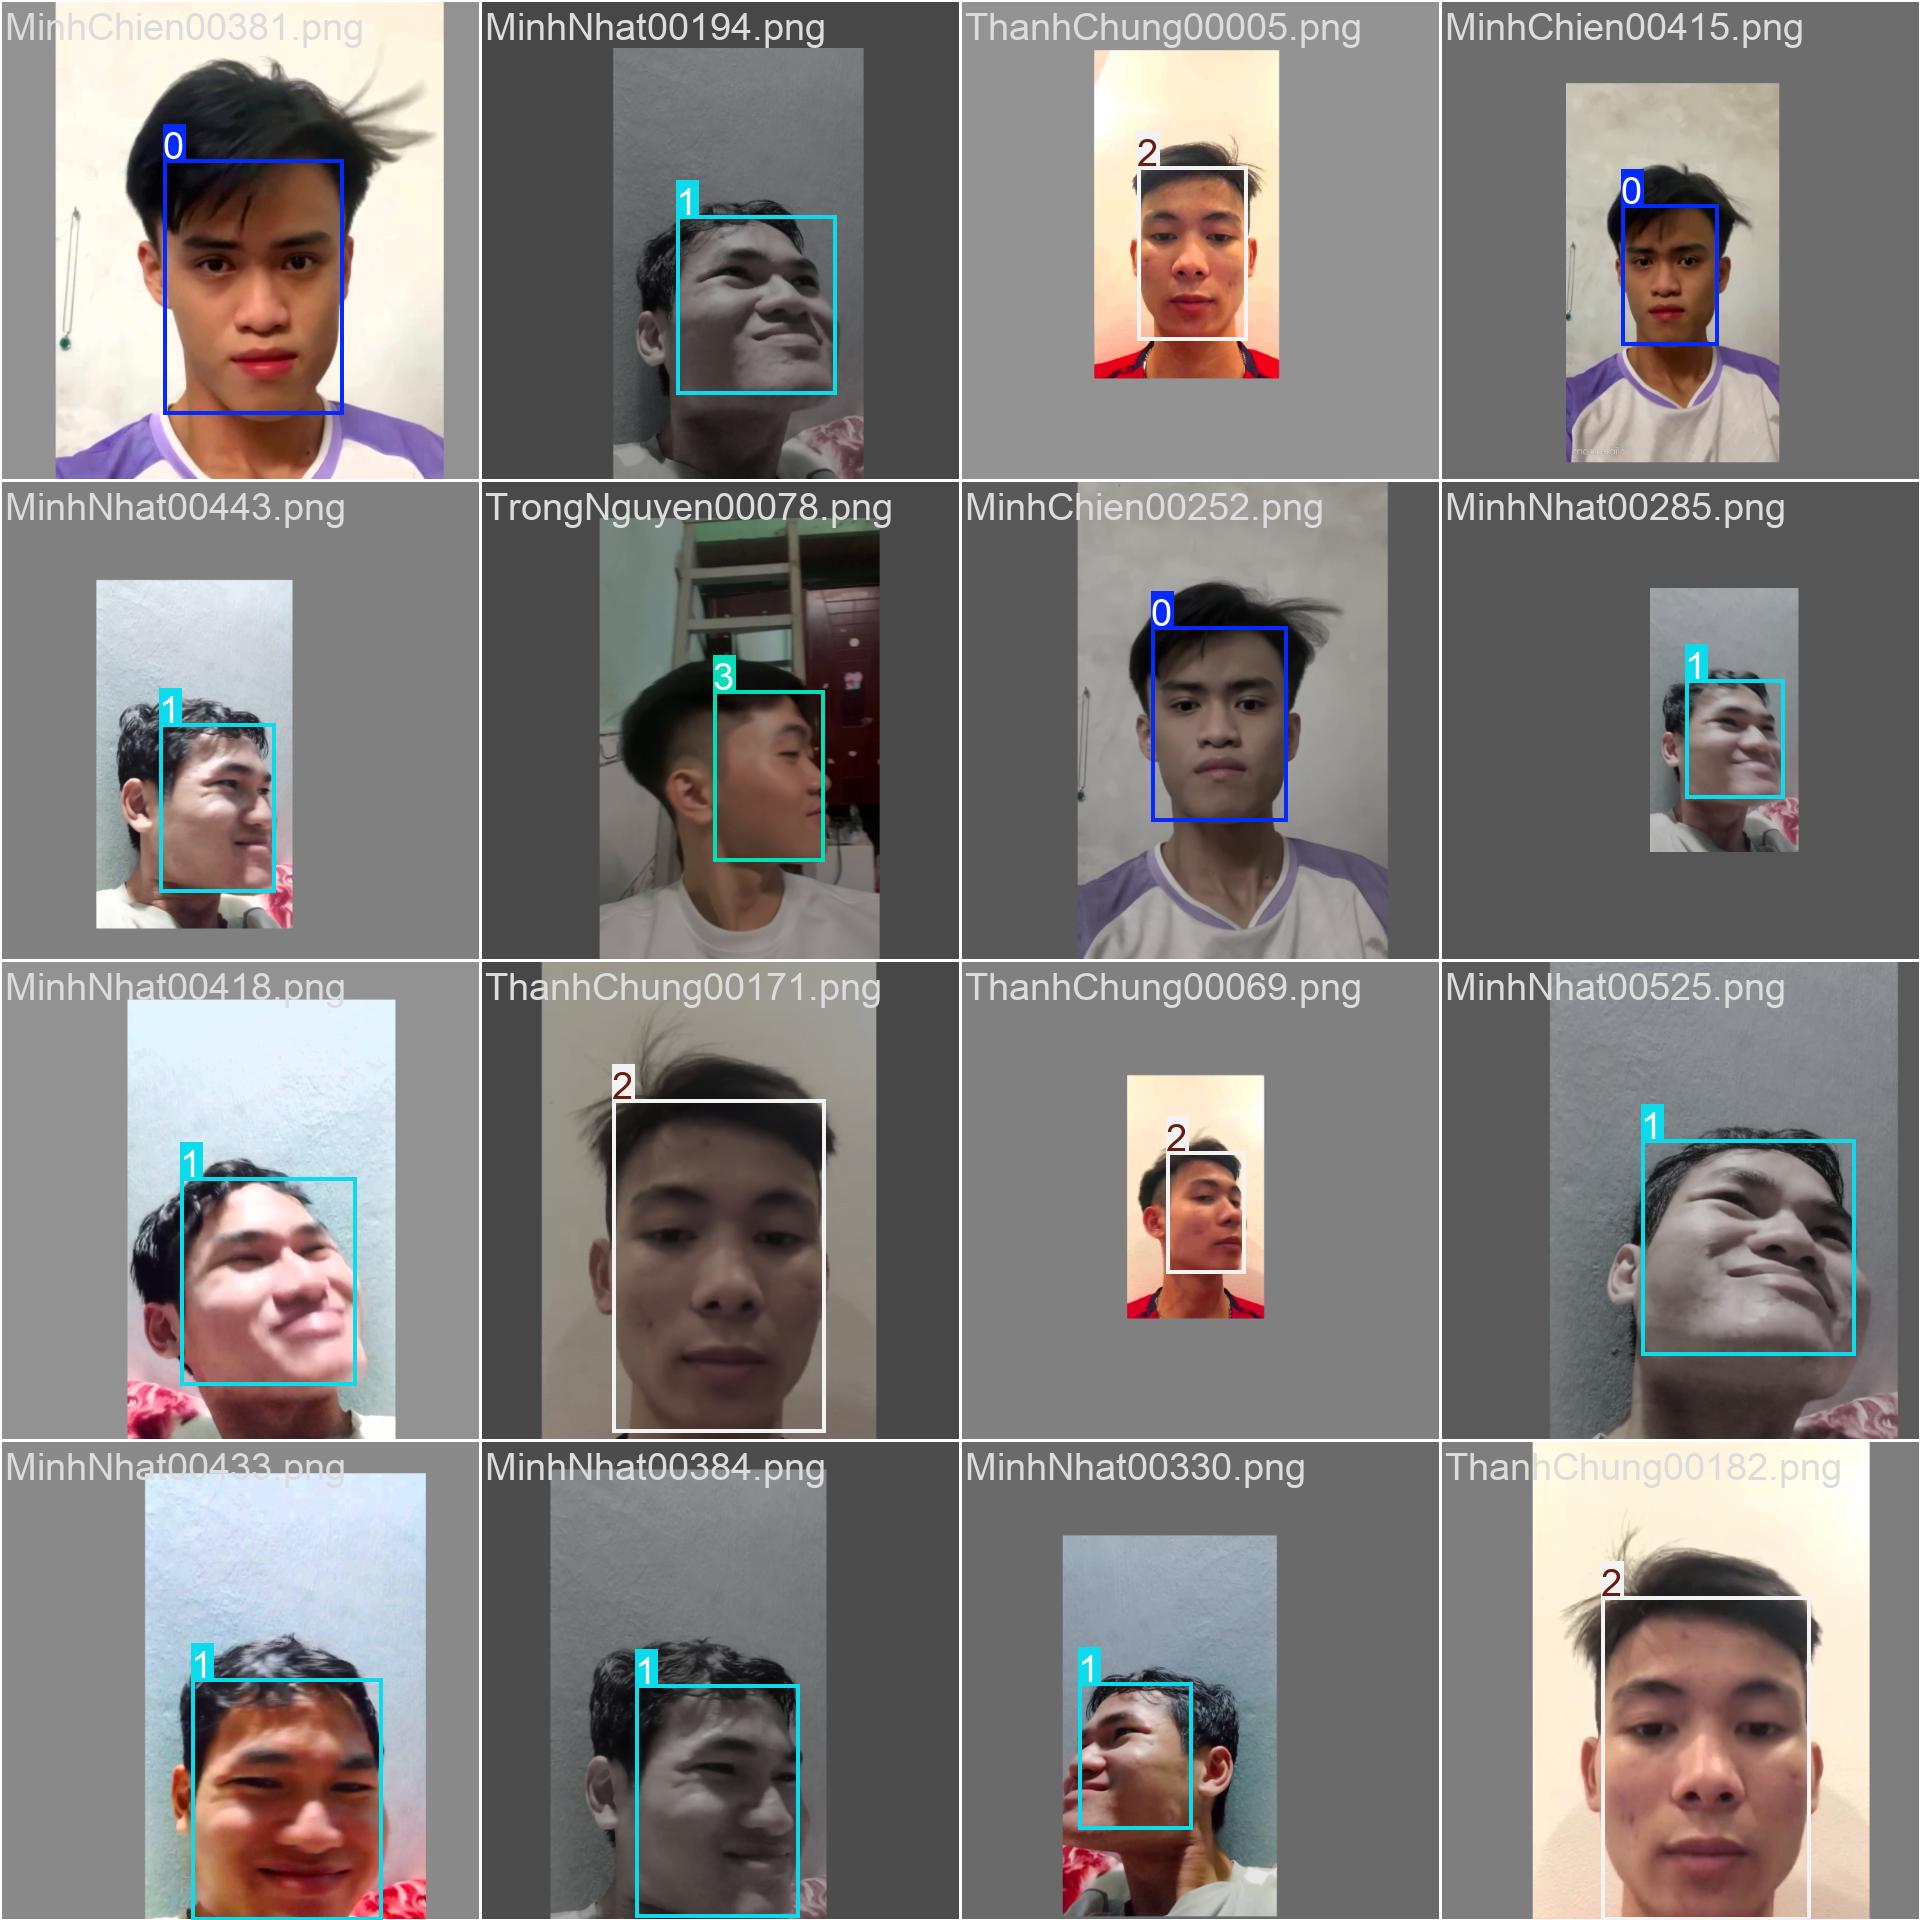 MinhChien00381.png
0
MinhNhat00194.png
1
ThanhChung00005.png
2
MinhChien00415.png
0
MinhNhat00443.png
1
TrongNguyen00078.png
3
MinhChien00252.png
0
MinhNhat00285.png
1
MinhNhat00418.png
1
ThanhChung00171.png
2
ThanhChung00069.png
2
MinhNhat00525.png
1
MinhNhat00433.png
1
MinhNhat00384.png
1
MinhNhat00330.png
1
ThanhChung00182.png
2